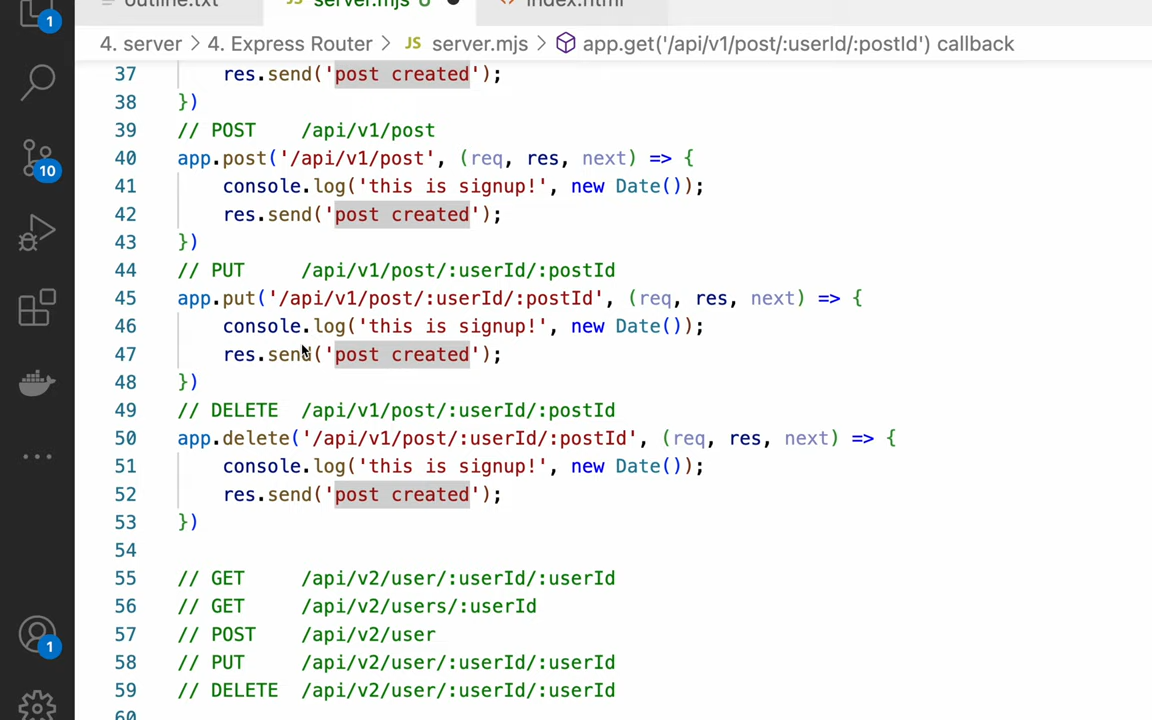 1
outline.txt
JS server.mjs U
<> index.html
4. server > 4. Express Router > JS server.mjs > app.get('/api/v1/post/:userId/:postId') callback
37 res.send('post created');
38 })
39 // POST /api/v1/post
40 app.post('/api/v1/post', (req, res, next) => {
41 console.log('this is signup!', new Date());
42 res.send('post created');
43 })
44 // PUT /api/v1/post/:userId/:postId
45 app.put('/api/v1/post/:userId/:postId', (req, res, next) => {
46 console.log('this is signup!', new Date());
47 res.send('post created');
48 })
49 // DELETE /api/v1/post/:userId/:postId
50 app.delete('/api/v1/post/:userId/:postId', (req, res, next) => {
51 console.log('this is signup!', new Date());
52 res.send('post created');
53 })
54
55 // GET /api/v2/user/:userId/:userId
56 // GET /api/v2/users/:userId
57 // POST /api/v2/user
58 // PUT /api/v2/user/:userId/:userId
59 // DELETE /api/v2/user/:userId/:userId
60
10
1